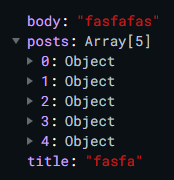 body: "fasfafas"
posts: Array[5]
0: Object
1: Object
2: Object
3: Object
4: Object
title: "fasfa"